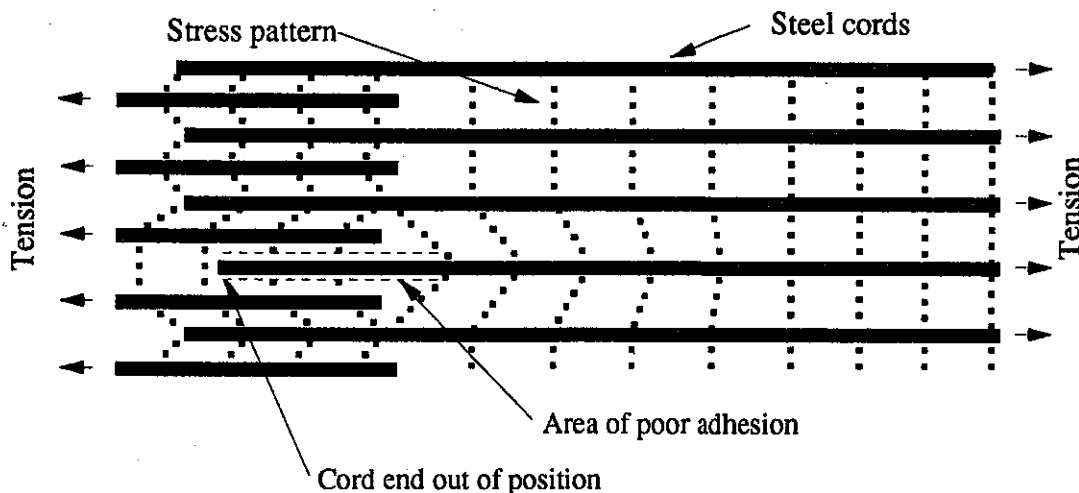 Stress pattern
Steel cords
Tension
Tension
Area of poor adhesion
Cord end out of position